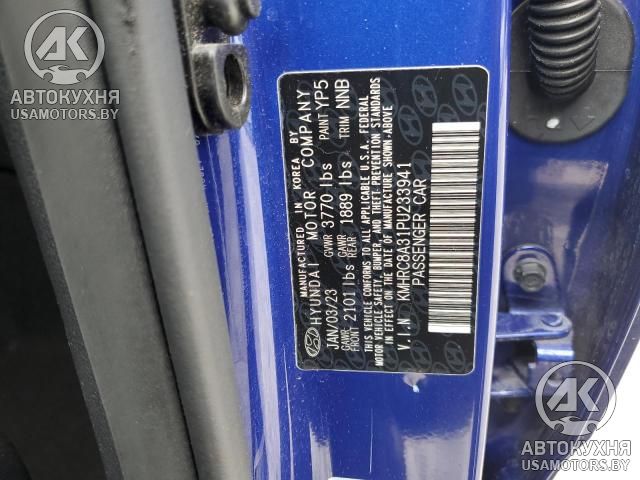 АК
АВТОКУХНЯ
USAMOTORS.BY
MANUFACTURED IN KOREA BY
HYUNDAI MOTOR COMPANY
JAN/03/23 GVWR 3770 lbs PAINT YP5
GAWR FRONT 2101 lbs GAWR REAR 1889 lbs TRIM NNB
THIS VEHICLE CONFORMS TO ALL APPLICABLE U.S.A. FEDERAL
MOTOR VEHICLE SAFETY, BUMPER, AND THEFT PREVENTION STANDARDS
IN EFFECT ON THE DATE OF MANUFACTURE SHOWN ABOVE
V.I.N. KMHRC8A31PU233941
PASSENGER CAR
АК
АВТОКУХНЯ
USAMOTORS.BY